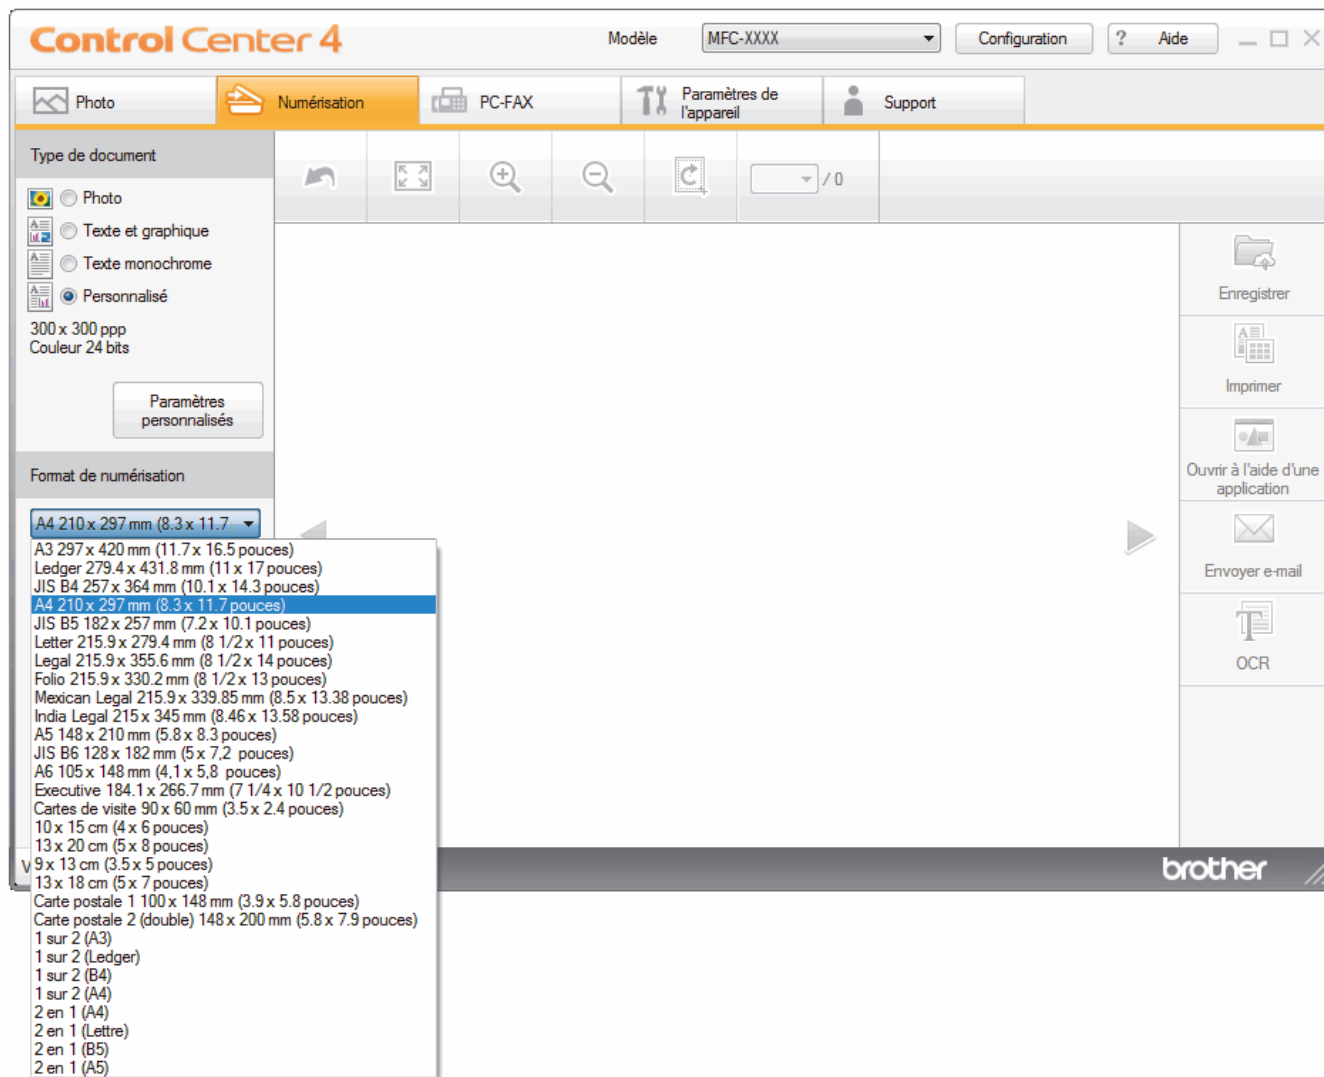 Control Center 4
Modèle
MFC-XXXX
Configuration
? Aide
Photo
Numérisation
PC-FAX
Paramètres de
l'appareil
Support
Type de document
/ 0
Photo
Texte et graphique
Texte monochrome
Personnalisé
300 x 300 ppp
Couleur 24 bits
Paramètres
personnalisés
Format de numérisation
A4 210 x 297 mm (8.3 x 11.7
A3 297 x 420 mm (11.7 x 16.5 pouces)
Ledger 279.4 x 431.8 mm (11 x 17 pouces)
JIS B4 257 x 364 mm (10.1 x 14.3 pouces)
A4 210 x 297 mm (8.3 x 11.7 pouces)
JIS B5 182 x 257 mm (7.2 x 10.1 pouces)
Letter 215.9 x 279.4 mm (8 1/2 x 11 pouces)
Legal 215.9 x 355.6 mm (8 1/2 x 14 pouces)
Folio 215.9 x 330.2 mm (8 1/2 x 13 pouces)
Mexican Legal 215.9 x 339.85 mm (8.5 x 13.38 pouces)
India Legal 215 x 345 mm (8.46 x 13.58 pouces)
A5 148 x 210 mm (5.8 x 8.3 pouces)
JIS B6 128 x 182 mm (5 x 7,2 pouces)
A6 105 x 148 mm (4,1 x 5,8 pouces)
Executive 184.1 x 266.7 mm (7 1/4 x 10 1/2 pouces)
Cartes de visite 90 x 60 mm (3.5 x 2.4 pouces)
10 x 15 cm (4 x 6 pouces)
13 x 20 cm (5 x 8 pouces)
9 x 13 cm (3.5 x 5 pouces)
13 x 18 cm (5 x 7 pouces)
Carte postale 1 100 x 148 mm (3.9 x 5.8 pouces)
Carte postale 2 (double) 148 x 200 mm (5.8 x 7.9 pouces)
1 sur 2 (A3)
1 sur 2 (Ledger)
1 sur 2 (B4)
1 sur 2 (A4)
2 en 1 (A4)
2 en 1 (Lettre)
2 en 1 (B5)
2 en 1 (A5)
Enregistrer
Imprimer
Ouvrir à l'aide d'une
application
Envoyer e-mail
OCR
brother